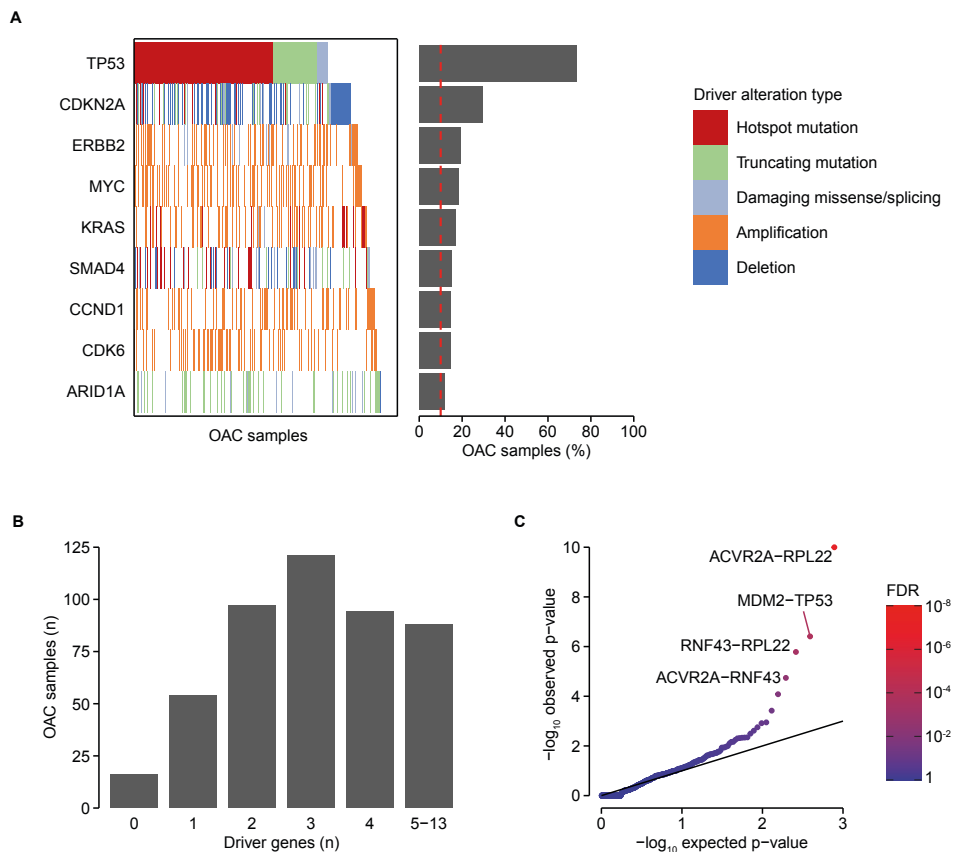 A
TP53
CDKN2A
ERBB2
MYC
KRAS
SMAD4
CCND1
CDK6
ARID1A
OAC samples
0 20 40 60 80 100
OAC samples (%)
Driver alteration type
Hotspot mutation
Truncating mutation
Damaging missense/splicing
Amplification
Deletion
B
125
100
75
50
25
0
OAC samples (n)
0 1 2 3 4 5−13
Driver genes (n)
C
10
8
6
4
2
0
−log₁₀ observed p−value
ACVR2A−RPL22
MDM2−TP53
RNF43−RPL22
ACVR2A−RNF43
0 1 2 3
−log₁₀ expected p−value
FDR
10⁻⁸
10⁻⁶
10⁻⁴
10⁻²
1